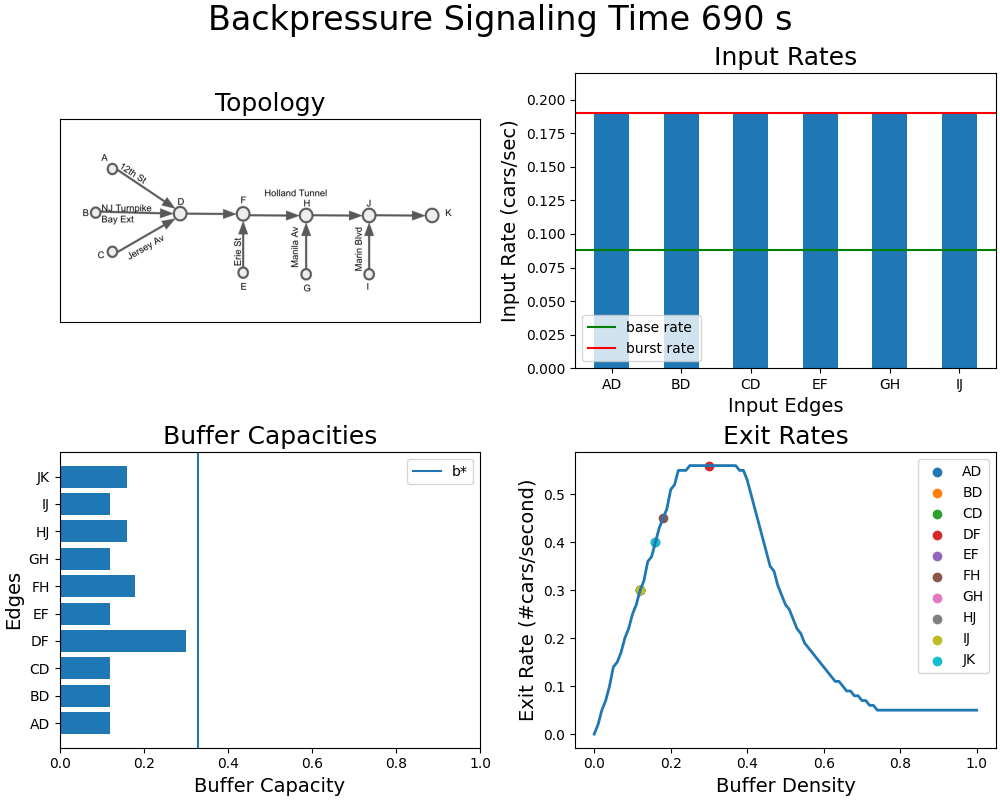 Backpressure Signaling Time 690 s
Topology
A
12th St
B
NJ Turnpike
Bay Ext
C
Jersey Av
D
F
Holland Tunnel
H
J
K
Erie St
Manila Av
Marin Blvd
E
G
I
Input Rates
Input Rate (cars/sec)
0.200
0.175
0.150
0.125
0.100
0.075
0.050
0.025
0.000
base rate
burst rate
AD BD CD EF GH IJ
Input Edges
Buffer Capacities
Edges
JK
IJ
HJ
GH
FH
EF
DF
CD
BD
AD
b*
0.0 0.2 0.4 0.6 0.8 1.0
Buffer Capacity
Exit Rates
Exit Rate (#cars/second)
0.5
0.4
0.3
0.2
0.1
0.0
AD
BD
CD
DF
EF
FH
GH
HJ
IJ
JK
0.0 0.2 0.4 0.6 0.8 1.0
Buffer Density